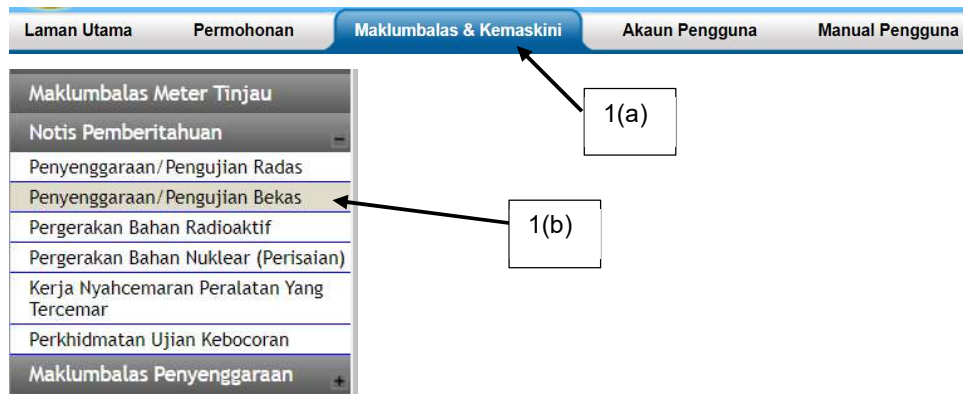 Laman Utama Permohonan Maklumbalas & Kemaskini Akaun Pengguna Manual Pengguna
Maklumbalas Meter Tinjau
1(a)
Notis Pemberitahuan
Penyenggaraan/Pengujian Radas
Penyenggaraan/Pengujian Bekas
1(b)
Pergerakan Bahan Radioaktif
Pergerakan Bahan Nuklear (Perisaian)
Kerja Nyahcemaran Peralatan Yang
Tercemar
Perkhidmatan Ujian Kebocoran
Maklumbalas Penyenggaraan